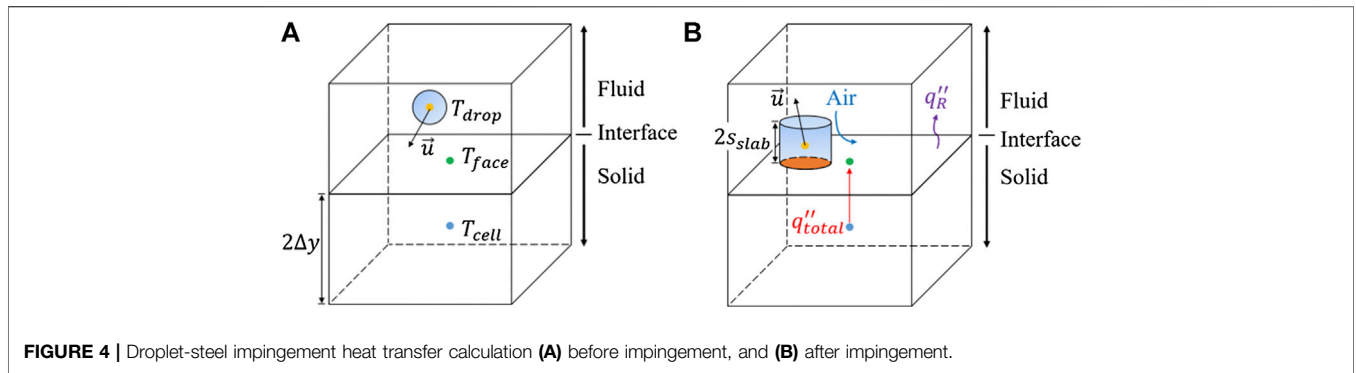 A
T_drop
u⃗
T_face
T_cell
2Δy
Fluid
Interface
Solid
B
u⃗
Air
q''_R
2s_slab
q''_total
Fluid
Interface
Solid
FIGURE 4 | Droplet-steel impingement heat transfer calculation (A) before impingement, and (B) after impingement.